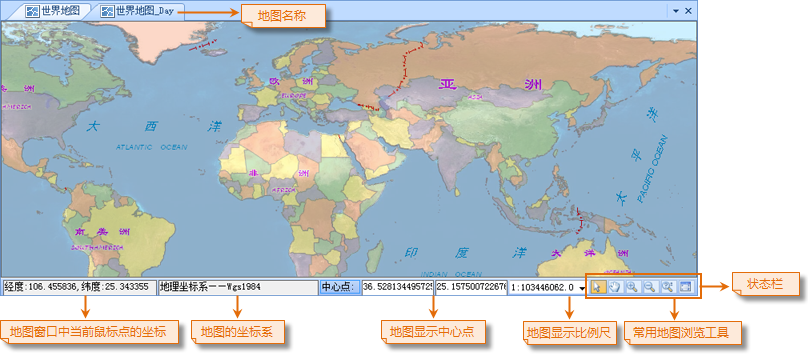 世界地图
世界地图_Day
地图名称
欧 洲
EUROPE
亚 洲
ASIA
大 西 洋
ATLANTIC OCEAN
太 平 洋
PACIFIC OCEAN
非 洲
AFRICA
南 美 洲
SOUTH AMERICA
印 度 洋
INDIAN OCEAN
大 洋 洲
状态栏
经度:106.455836,纬度:25.343355
地理坐标系——Wgs1984
中心点:
36.528134495725
25.157500722676
1:103446062.0
地图窗口中当前鼠标点的坐标
地图的坐标系
地图显示中心点
地图显示比例尺
常用地图浏览工具